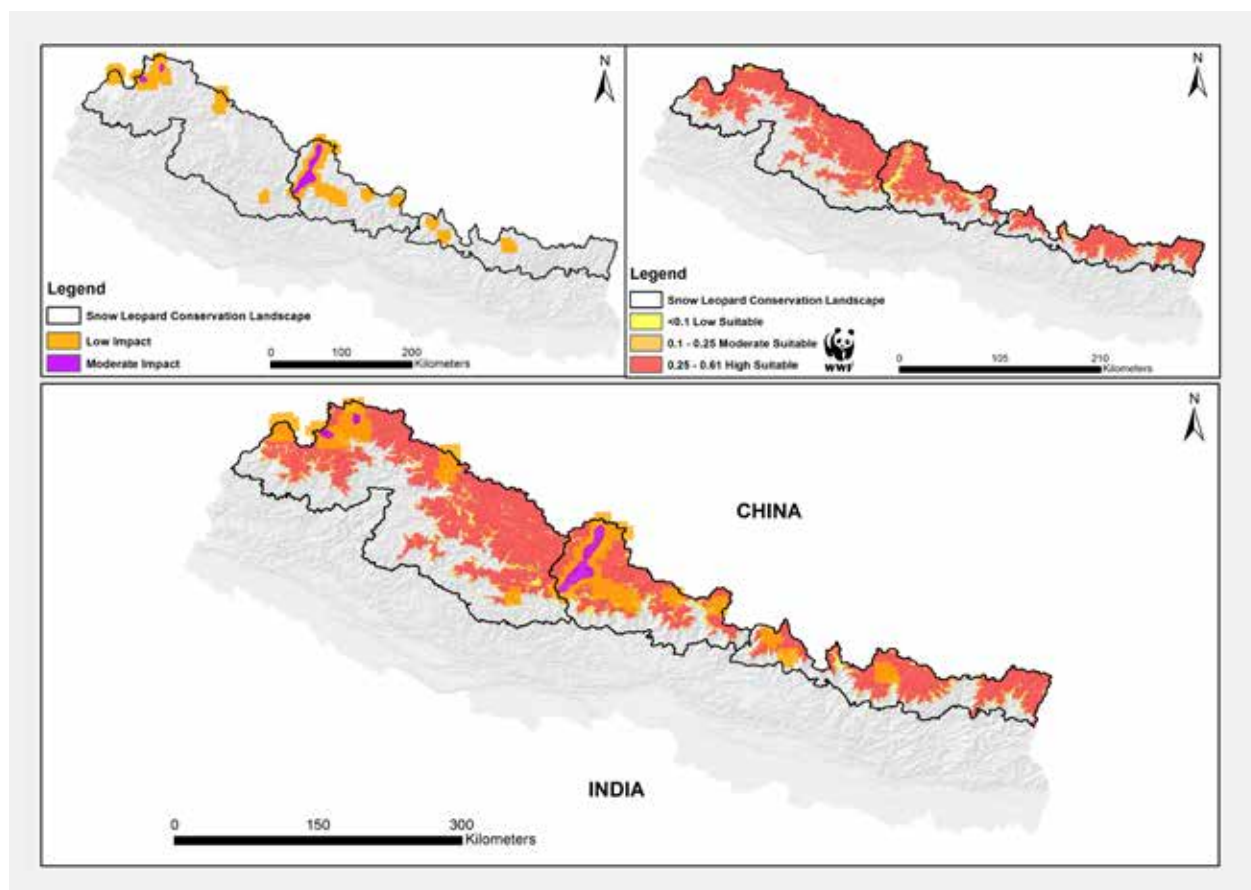 N
Legend
Snow Leopard Conservation Landscape
Low Impact
Moderate Impact
0 100 200
Kilometers
N
Legend
Snow Leopard Conservation Landscape
<0.1 Low Suitable
0.1 - 0.25 Moderate Suitable
0.25 - 0.61 High Suitable
WWF
0 105 210
Kilometers
N
CHINA
INDIA
0 150 300
Kilometers